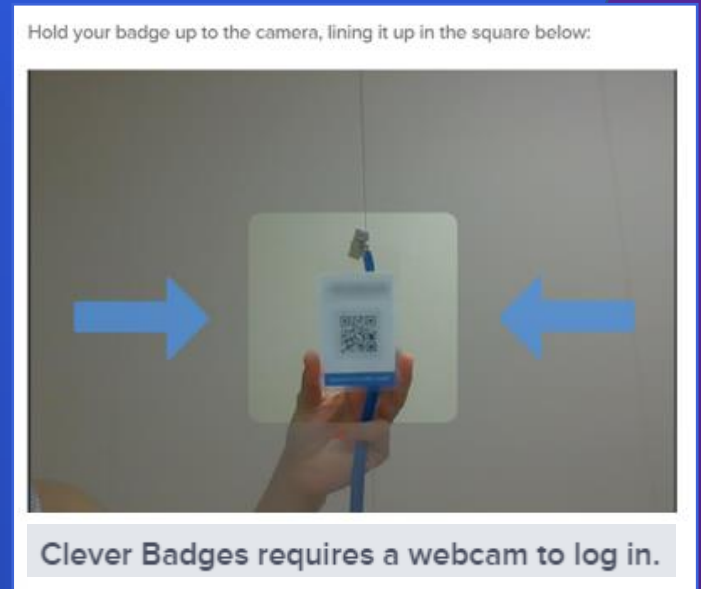 Hold your badge up to the camera, lining it up in the square below:
Clever Badges requires a webcam to log in.